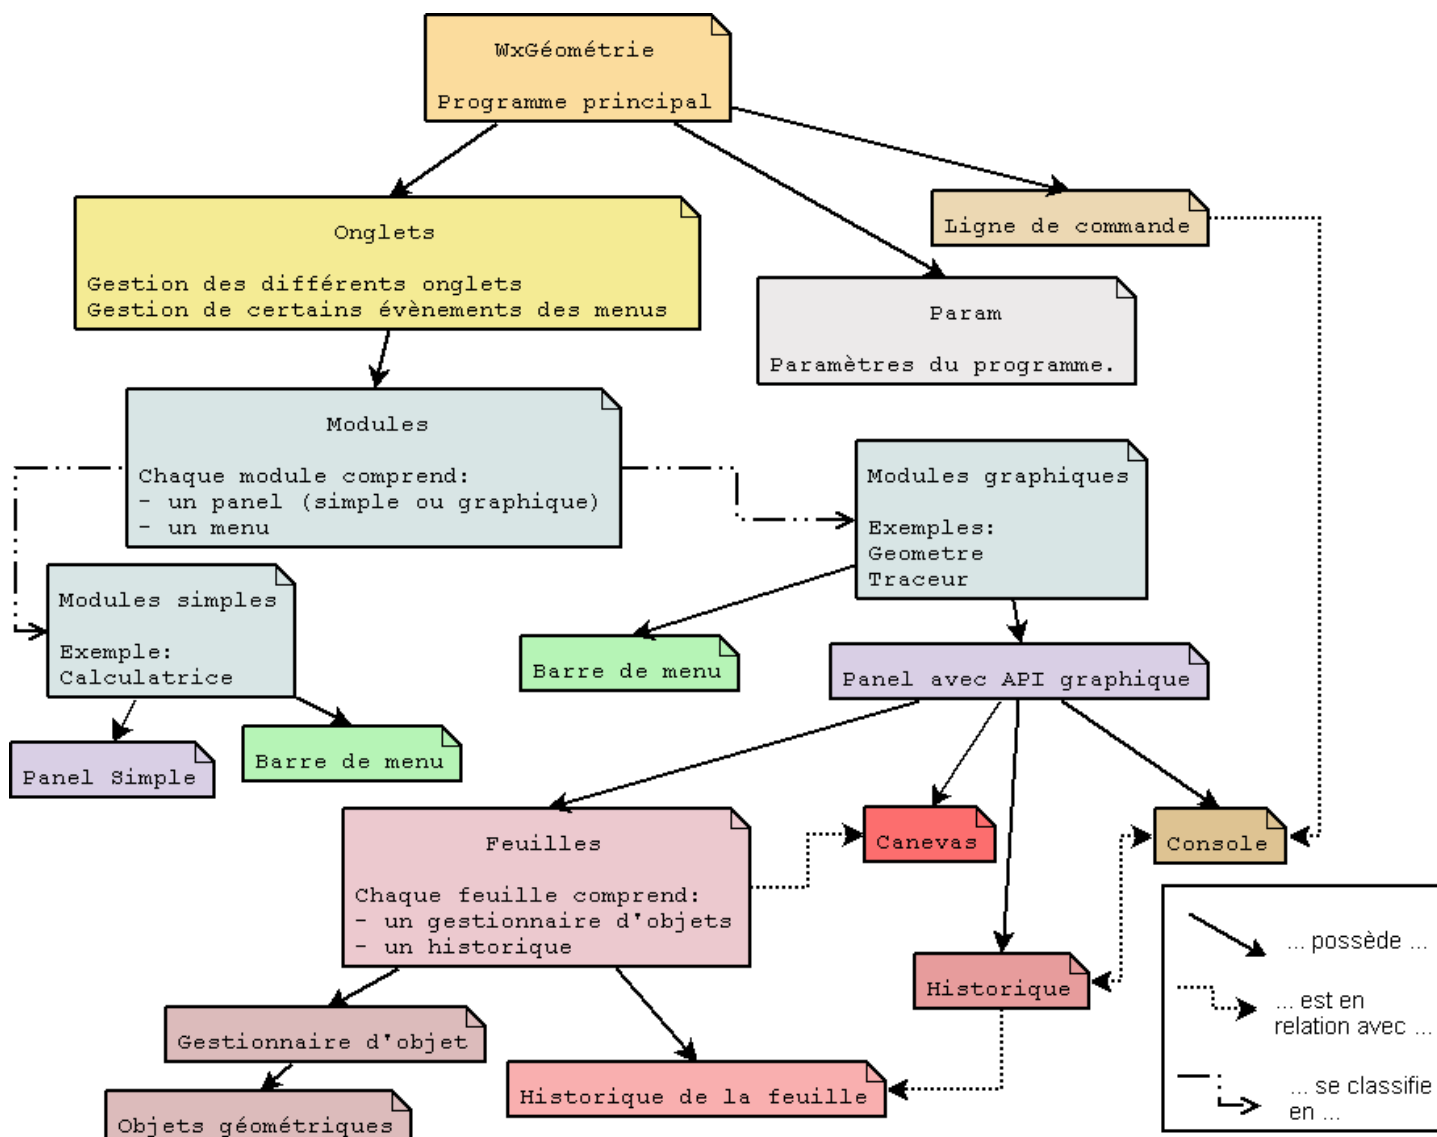 WxGéométrie
Programme principal
Onglets
Gestion des différents onglets
Gestion de certains évènements des menus
Ligne de commande
Param
Paramètres du programme.
Modules
Chaque module comprend:
- un panel (simple ou graphique)
- un menu
Modules graphiques
Exemples:
Geometre
Traceur
Modules simples
Exemple:
Calculatrice
Barre de menu
Panel avec API graphique
Panel Simple
Barre de menu
Feuilles
Chaque feuille comprend:
- un gestionnaire d'objets
- un historique
Canevas
Console
Historique
Gestionnaire d'objet
Historique de la feuille
Objets géométriques
... possède ...
... est en
relation avec ...
... se classifie
en ...